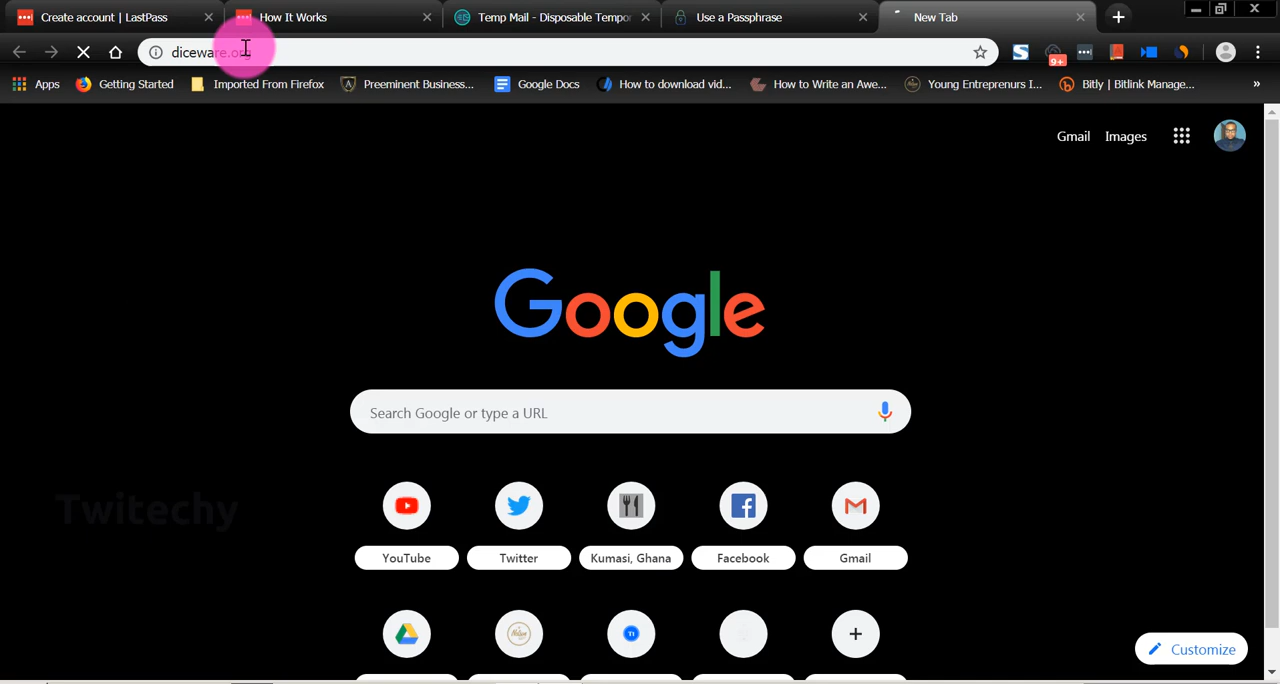 Create account | LastPass
How It Works
Temp Mail - Disposable Tempor
Use a Passphrase
New Tab
diceware.org
9+
Apps
Getting Started
Imported From Firefox
Preeminent Business...
Google Docs
How to download vid...
How to Write an Awe...
Young Entreprenurs I...
Bitly | Bitlink Manage...
»
Gmail
Images
Google
Search Google or type a URL
Twitechy
YouTube
Twitter
Kumasi, Ghana
Facebook
Gmail
Customize